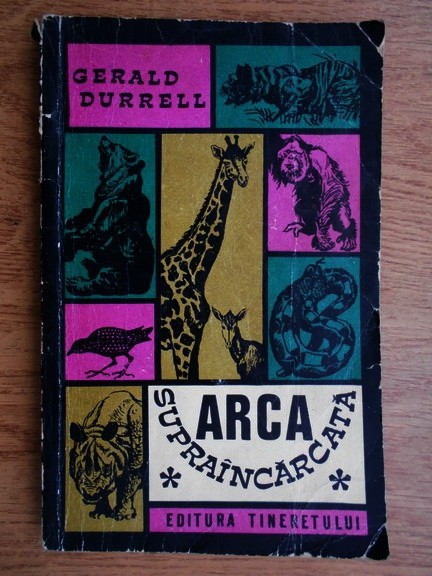 GERALD
DURRELL
ARCA
SUPRAÎNCĂRCATĂ
EDITURA TINERETULUI